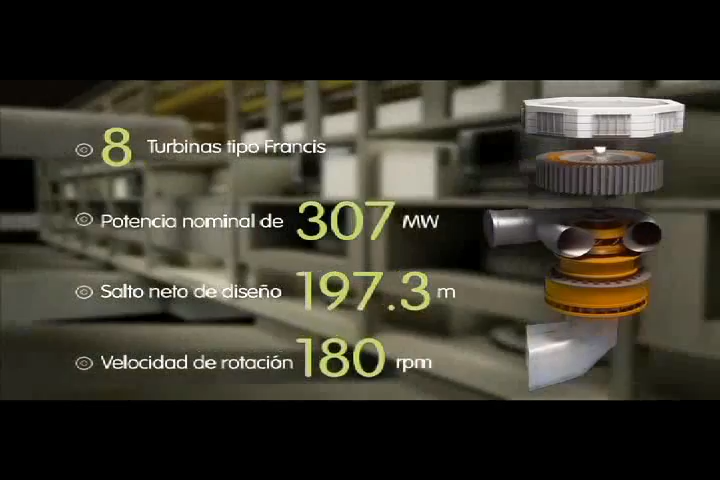 8 Turbinas tipo Francis
Potencia nominal de 307 MW
Salto neto de diseño 197.3 m
Velocidad de rotación 180 rpm